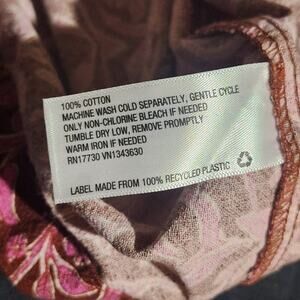 100% COTTON
MACHINE WASH COLD SEPARATELY, GENTLE CYCLE
ONLY NON-CHLORINE BLEACH IF NEEDED
TUMBLE DRY LOW, REMOVE PROMPTLY
WARM IRON IF NEEDED
RN17730 VN1343630
LABEL MADE FROM 100% RECYCLED PLASTIC